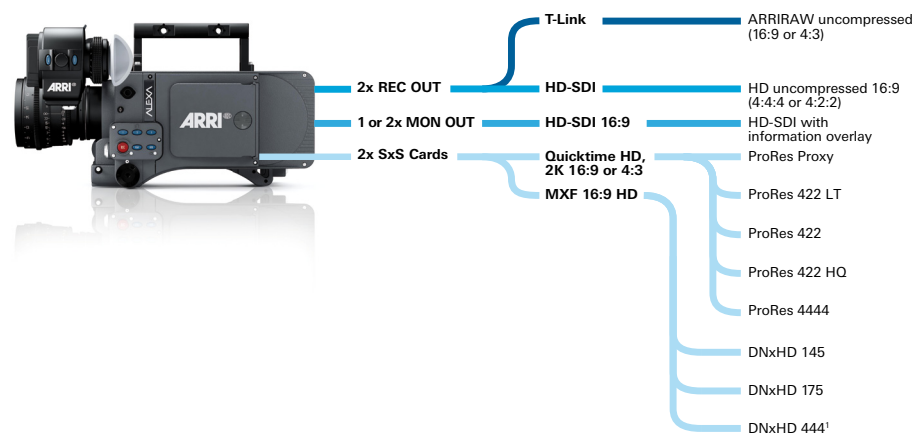 ARRI®
ALEXA
ARRI®
2x REC OUT
T-Link
ARRIRAW uncompressed
(16:9 or 4:3)
HD-SDI
HD uncompressed 16:9
(4:4:4 or 4:2:2)
1 or 2x MON OUT
HD-SDI 16:9
HD-SDI with
information overlay
2x SxS Cards
Quicktime HD,
2K 16:9 or 4:3
ProRes Proxy
ProRes 422 LT
ProRes 422
ProRes 422 HQ
ProRes 4444
MXF 16:9 HD
DNxHD 145
DNxHD 175
DNxHD 444¹